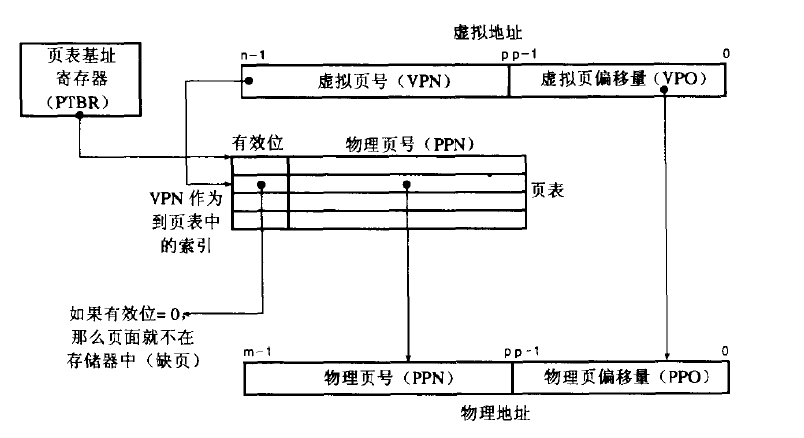 虚拟地址
n-1
p p-1
0
页表基址
寄存器
（PTBR）
虚拟页号（VPN）
虚拟页偏移量（VPO）
有效位
物理页号（PPN）
页表
VPN 作为
到页表中
的索引
如果有效位=0，
那么页面就不在
存储器中（缺页）
m-1
p p-1
0
物理页号（PPN）
物理页偏移量（PPO）
物理地址